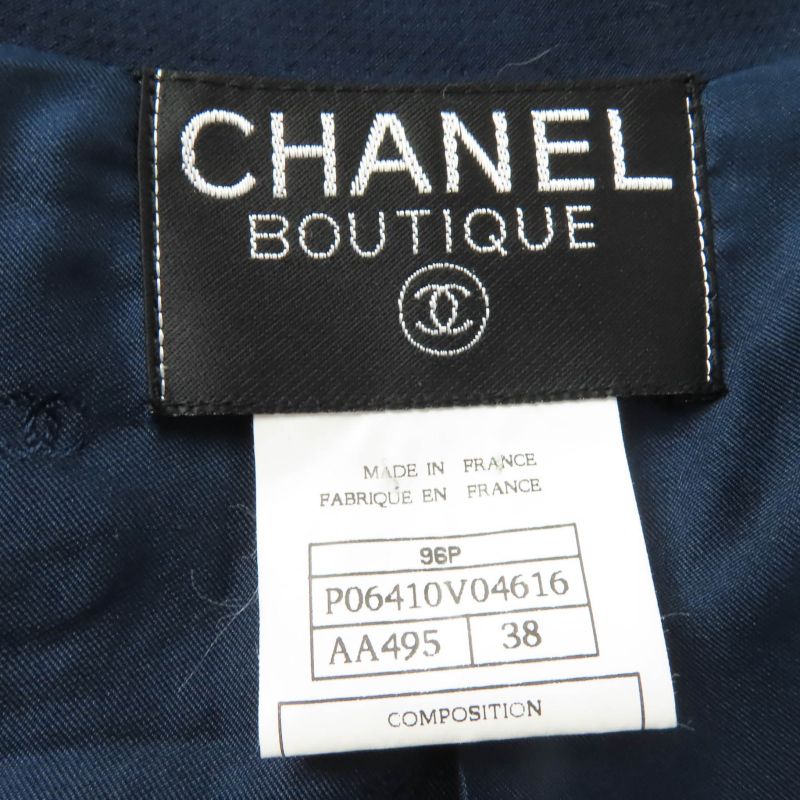 CHANEL
BOUTIQUE
MADE IN FRANCE
FABRIQUE EN FRANCE
96P
P06410V04616
AA495 38
COMPOSITION